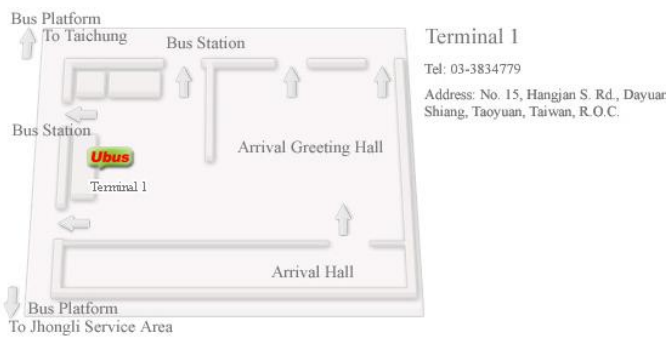 Bus Platform
To Taichung
Bus Station
Terminal 1
Tel: 03-3834779
Address: No. 15, Hangjan S. Rd., Dayuan
Shiang, Taoyuan, Taiwan, R.O.C.
Bus Station
Ubus
Terminal 1
Arrival Greeting Hall
Arrival Hall
Bus Platform
To Jhongli Service Area